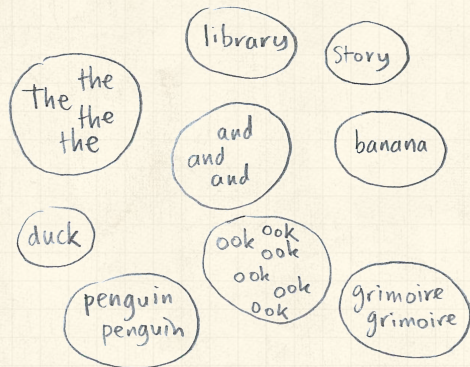 library
Story
the
The
the
the
and
and
and
banana
duck
ook ook
ook
ook
ook
ook
penguin
penguin
grimoire
grimoire